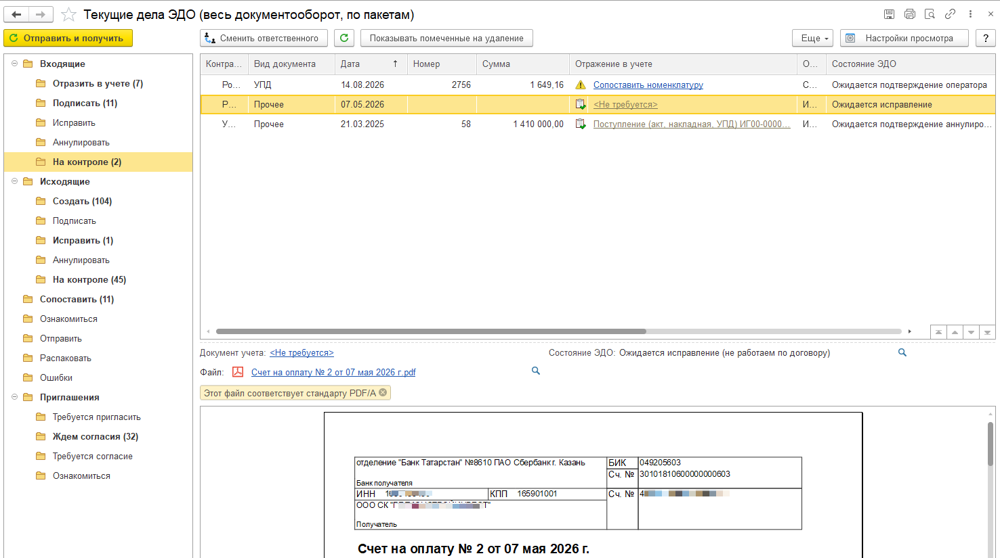 Текущие дела ЭДО (весь документооборот, по пакетам)
Отправить и получить
Сменить ответственного
Показывать помеченные на удаление
Еще
Настройки просмотра
?
Входящие
Отразить в учете (7)
Подписать (11)
Исправить
Аннулировать
На контроле (2)
Исходящие
Создать (104)
Подписать
Исправить (1)
Аннулировать
На контроле (45)
Сопоставить (11)
Ознакомиться
Отправить
Распаковать
Ошибки
Приглашения
Требуется пригласить
Ждем согласия (32)
Требуется согласие
Ознакомиться
Контра... Вид документа Дата ↑ Номер Сумма Отражение в учете О... Состояние ЭДО
Ро... УПД 14.08.2026 2756 1 649,16 Сопоставить номенклатуру С... Ожидается подтверждение оператора
Р... Прочее 07.05.2026 <Не требуется> И... Ожидается исправление
У... Прочее 21.03.2025 58 1 410 000,00 Поступление (акт, накладная, УПД) ИГ00-0000... И... Ожидается подтверждение аннулиро...
Документ учета: <Не требуется> Состояние ЭДО: Ожидается исправление (не работаем по договору)
Файл: Счет на оплату № 2 от 07 мая 2026 г.pdf
Этот файл соответствует стандарту PDF/A
отделение "Банк Татарстан" №8610 ПАО Сбербанк г. Казань БИК 049205603
Сч. № 30101810600000000603
Банк получателя
ИНН КПП 165901001 Сч. №
ООО СК
Получатель
Счет на оплату № 2 от 07 мая 2026 г.